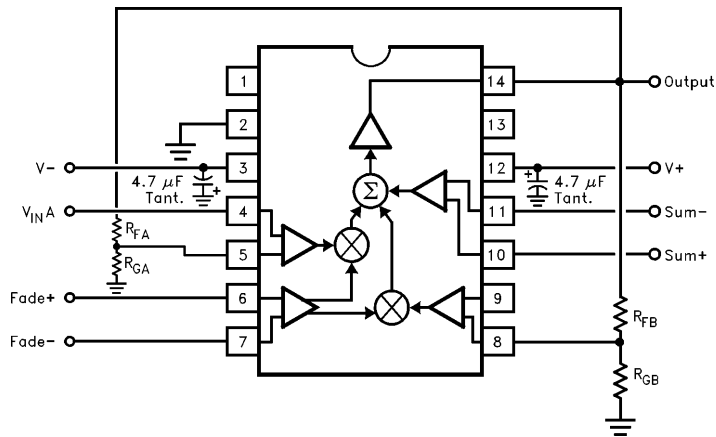 1
14
Output
2
13
V-
3
12
V+
4.7 μF
Tant.
+
+
4.7 μF
Tant.
Σ
VINA
4
11
Sum-
RFA
5
10
Sum+
RGA
Fade+
6
9
RFB
Fade-
7
8
RGB